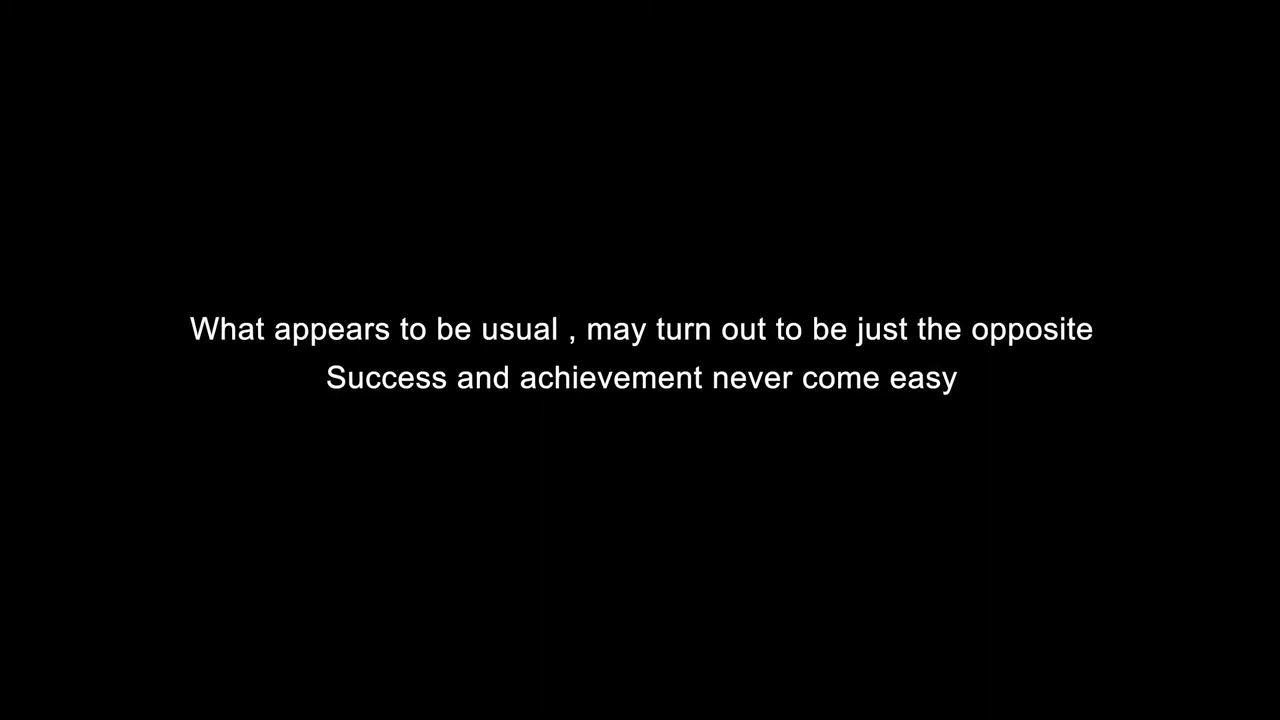 What appears to be usual , may turn out to be just the opposite
Success and achievement never come easy